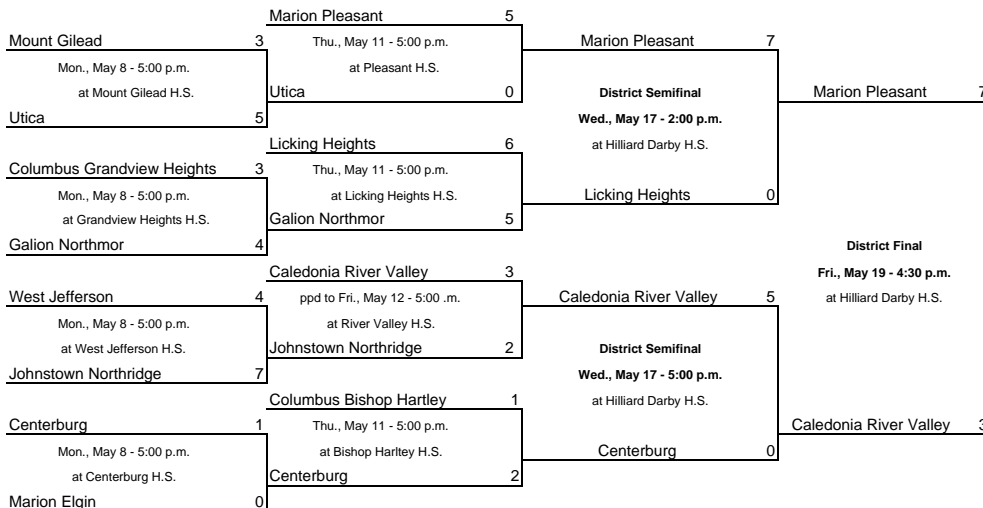 Marion Pleasant 5
Mount Gilead 3
Thu., May 11 - 5:00 p.m.
Marion Pleasant 7
Mon., May 8 - 5:00 p.m.
at Pleasant H.S.
at Mount Gilead H.S.
Utica 0
District Semifinal
Marion Pleasant 7
Utica 5
Wed., May 17 - 2:00 p.m.
Licking Heights 6
at Hilliard Darby H.S.
Columbus Grandview Heights 3
Thu., May 11 - 5:00 p.m.
Mon., May 8 - 5:00 p.m.
at Licking Heights H.S.
Licking Heights 0
at Grandview Heights H.S.
Galion Northmor 5
Galion Northmor 4
District Final
Caledonia River Valley 3
Fri., May 19 - 4:30 p.m.
West Jefferson 4
ppd to Fri., May 12 - 5:00 .m.
Caledonia River Valley 5
at Hilliard Darby H.S.
Mon., May 8 - 5:00 p.m.
at River Valley H.S.
at West Jefferson H.S.
Johnstown Northridge 2
District Semifinal
Johnstown Northridge 7
Wed., May 17 - 5:00 p.m.
Columbus Bishop Hartley 1
at Hilliard Darby H.S.
Centerburg 1
Thu., May 11 - 5:00 p.m.
Caledonia River Valley 3
Mon., May 8 - 5:00 p.m.
at Bishop Harltey H.S.
Centerburg 0
at Centerburg H.S.
Centerburg 2
Marion Elgin 0